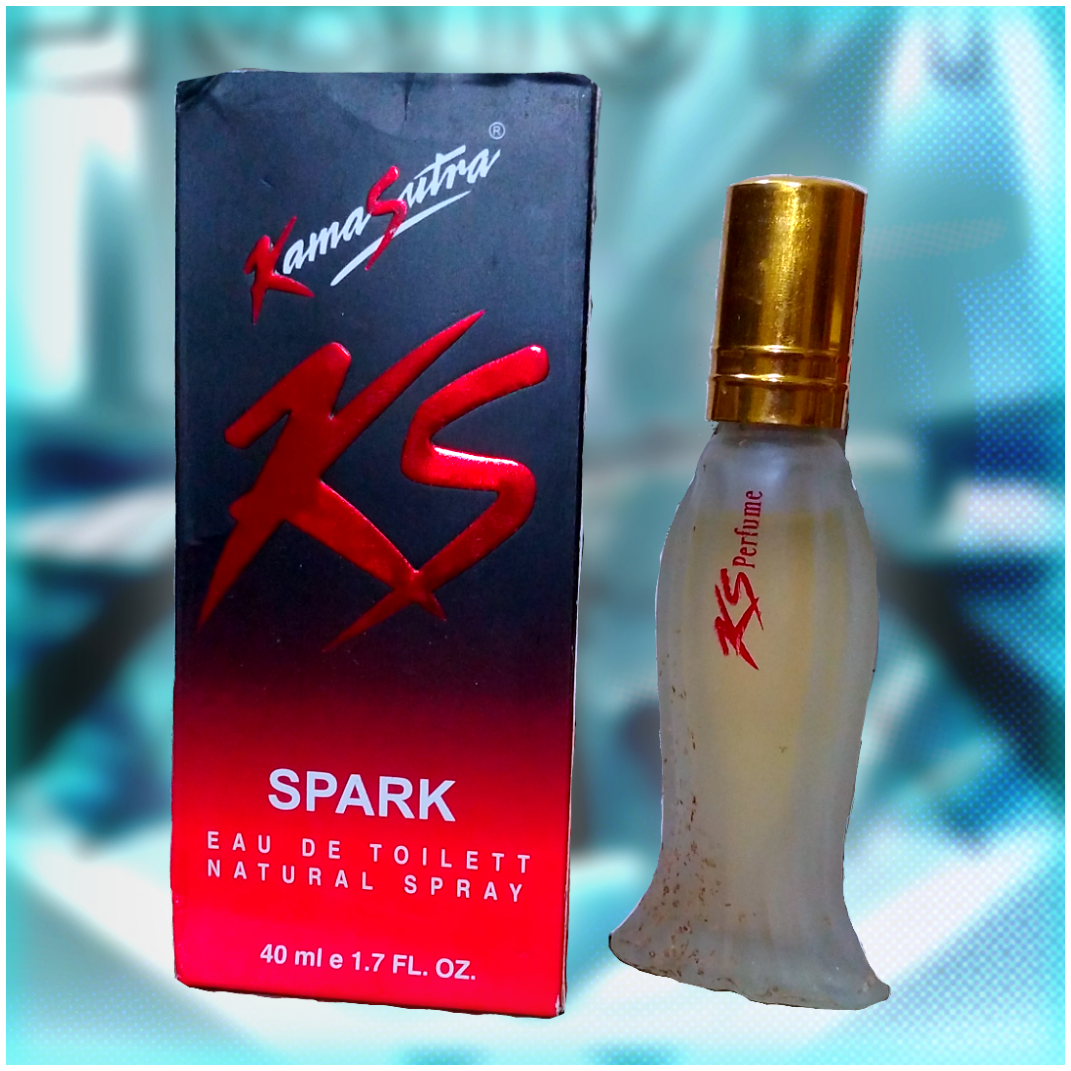 KamaSutra®
KS
SPARK
EAU DE TOILETT
NATURAL SPRAY
40 ml e 1.7 FL. OZ.
KS Perfume